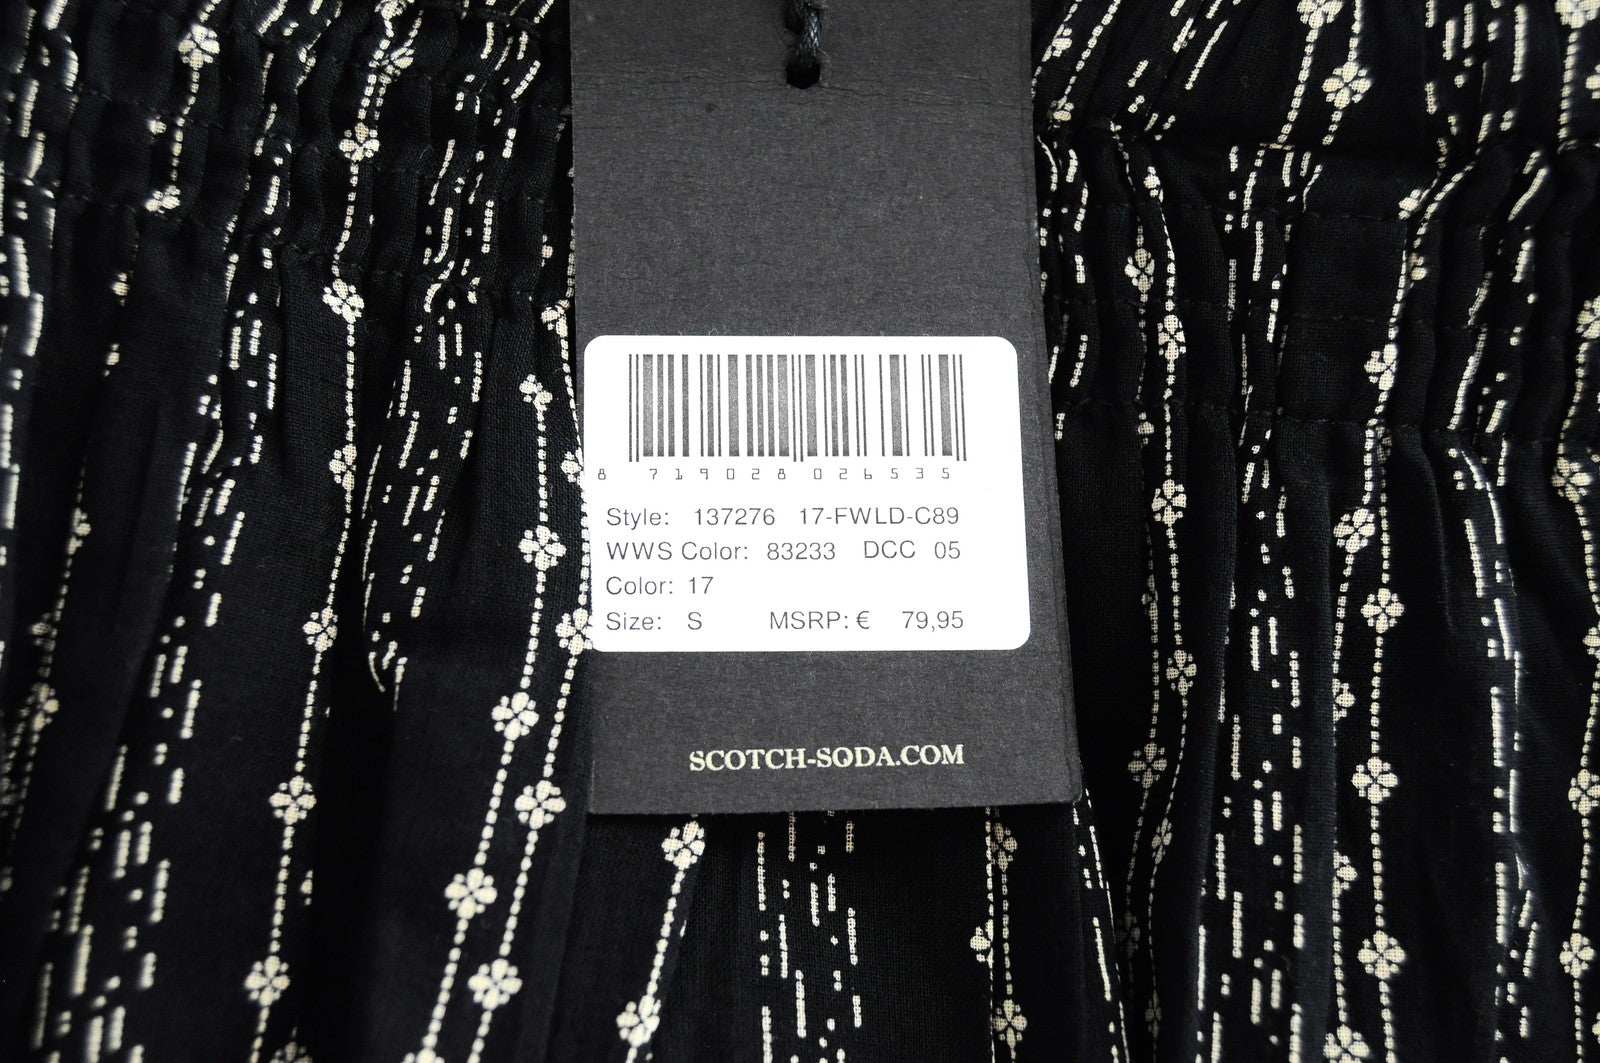 8 719028 026535
Style: 137276 17-FWLD-C89
WWS Color: 83233 DCC 05
Color: 17
Size: S MSRP: € 79,95
SCOTCH-SODA.COM